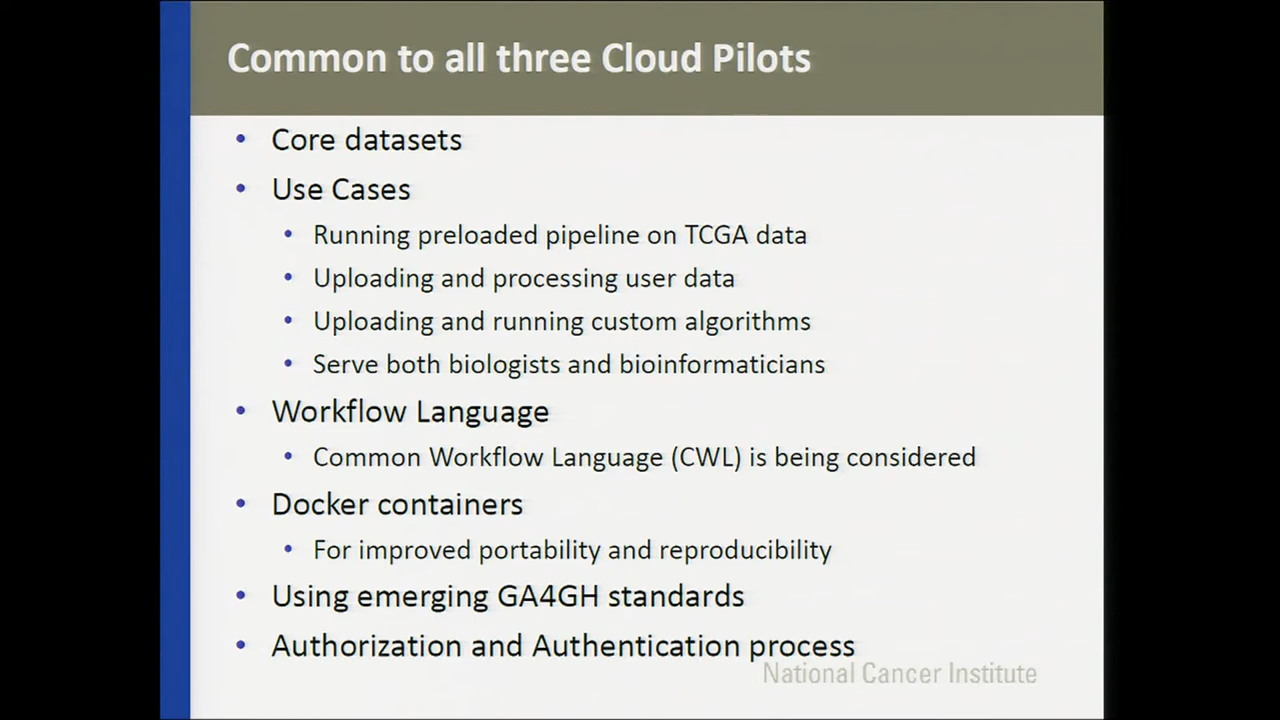 Common to all three Cloud Pilots
• Core datasets
• Use Cases
• Running preloaded pipeline on TCGA data
• Uploading and processing user data
• Uploading and running custom algorithms
• Serve both biologists and bioinformaticians
• Workflow Language
• Common Workflow Language (CWL) is being considered
• Docker containers
• For improved portability and reproducibility
• Using emerging GA4GH standards
• Authorization and Authentication process
National Cancer Institute